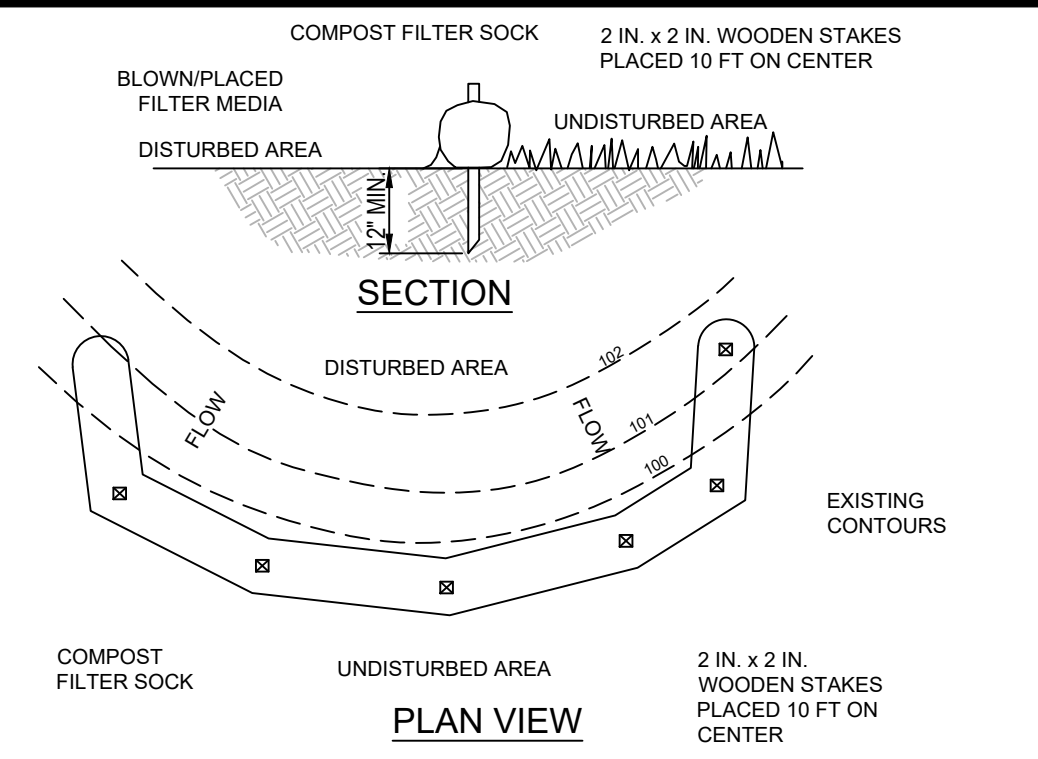 COMPOST FILTER SOCK
2 IN. x 2 IN. WOODEN STAKES
PLACED 10 FT ON CENTER
BLOWN/PLACED
FILTER MEDIA
UNDISTURBED AREA
DISTURBED AREA
12" MIN.
SECTION
DISTURBED AREA
102
FLOW
FLOW
101
100
EXISTING
CONTOURS
COMPOST
FILTER SOCK
UNDISTURBED AREA
2 IN. x 2 IN.
WOODEN STAKES
PLACED 10 FT ON
CENTER
PLAN VIEW